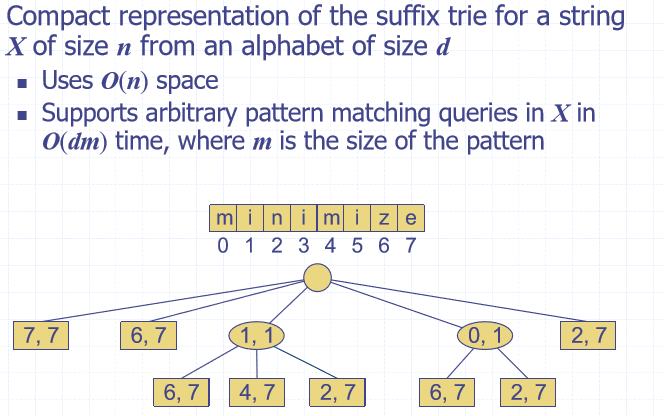 Compact representation of the suffix trie for a string
X of size n from an alphabet of size d
Uses O(n) space
Supports arbitrary pattern matching queries in X in
O(dm) time, where m is the size of the pattern
m i n i m i z e
0 1 2 3 4 5 6 7
7, 7 6, 7 1, 1 0, 1 2, 7
6, 7 4, 7 2, 7 6, 7 2, 7